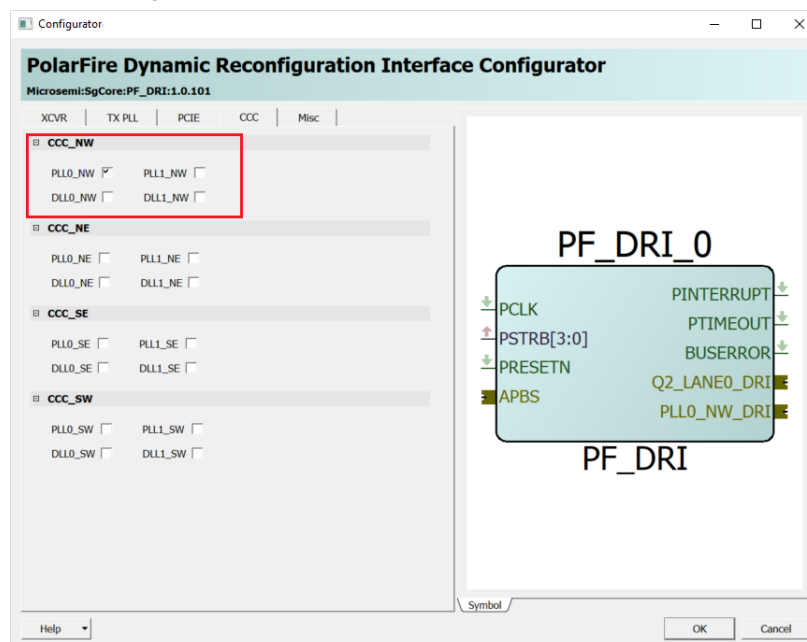 Configurator
PolarFire Dynamic Reconfiguration Interface Configurator
Microsemi:SgCore:PF_DRI:1.0.101
XCVR TX PLL PCIE CCC Misc
CCC_NW
PLL0_NW PLL1_NW
DLL0_NW DLL1_NW
CCC_NE
PLL0_NE PLL1_NE
DLL0_NE DLL1_NE
CCC_SE
PLL0_SE PLL1_SE
DLL0_SE DLL1_SE
CCC_SW
PLL0_SW PLL1_SW
DLL0_SW DLL1_SW
PF_DRI_0
PCLK
PSTRB[3:0]
PRESETN
APBS
PINTERRUPT
PTIMEOUT
BUSERROR
Q2_LANE0_DRI
PLL0_NW_DRI
PF_DRI
Symbol
Help OK Cancel